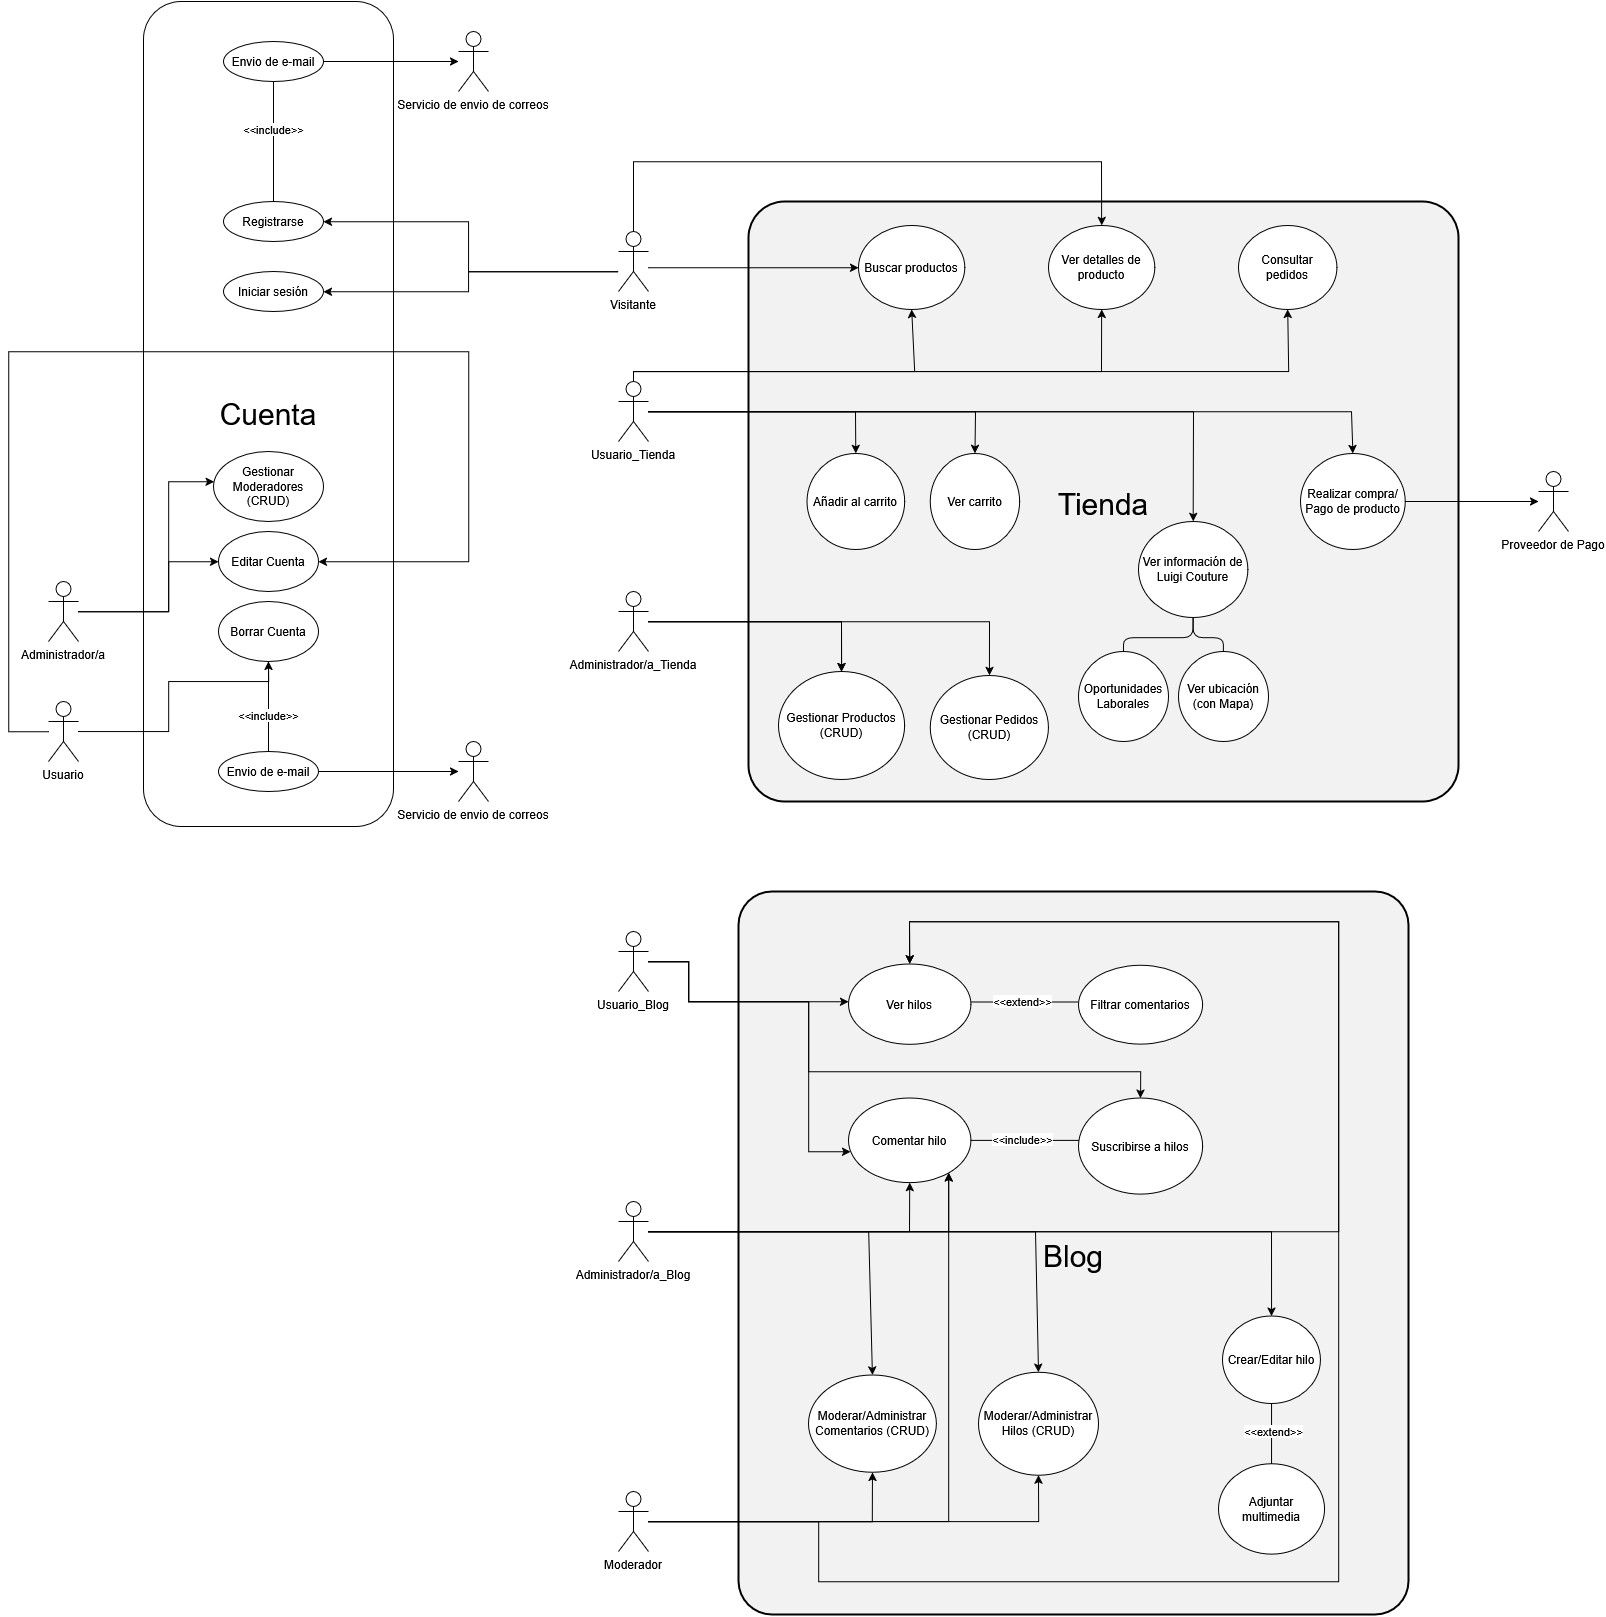 Envio de e-mail
Servicio de envio de correos
<<include>>
Registrarse
Iniciar sesión
Visitante
Cuenta
Gestionar
Moderadores
(CRUD)
Editar Cuenta
Borrar Cuenta
Administrador/a
<<include>>
Usuario
Envio de e-mail
Servicio de envio de correos
Buscar productos
Ver detalles de
producto
Consultar
pedidos
Usuario_Tienda
Añadir al carrito
Ver carrito
Tienda
Realizar compra/
Pago de producto
Proveedor de Pago
Ver información de
Luigi Couture
Administrador/a_Tienda
Gestionar Productos
(CRUD)
Gestionar Pedidos
(CRUD)
Oportunidades
Laborales
Ver ubicación
(con Mapa)
Usuario_Blog
Ver hilos
<<extend>>
Filtrar comentarios
Comentar hilo
<<include>>
Suscribirse a hilos
Administrador/a_Blog
Blog
Crear/Editar hilo
Moderar/Administrar
Comentarios (CRUD)
Moderar/Administrar
Hilos (CRUD)
<<extend>>
Adjuntar
multimedia
Moderador